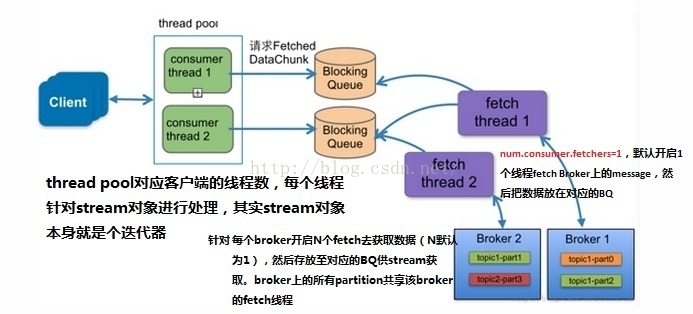 thread pool
consumer
thread 1
consumer
thread 2
Client
请求Fetched
DataChunk
Blocking
Queue
Blocking
Queue
fetch
thread 1
fetch
thread 2
http://blog.csdn.net/
num.consumer.fetchers=1，默认开启1
个线程fetch Broker上的message，然
后把数据放在对应的BQ
thread pool对应客户端的线程数，每个线程
针对stream对象进行处理，其实stream对象
本身就是个迭代器
针对 每个broker开启N个fetch去获取数据（N默认
为1），然后存放至对应的BQ供stream获
取。broker上的所有partition共享该broker
的fetch线程
Broker 2
topic1-part1
topic2-part3
Broker 1
topic1-part0
topic1-part2